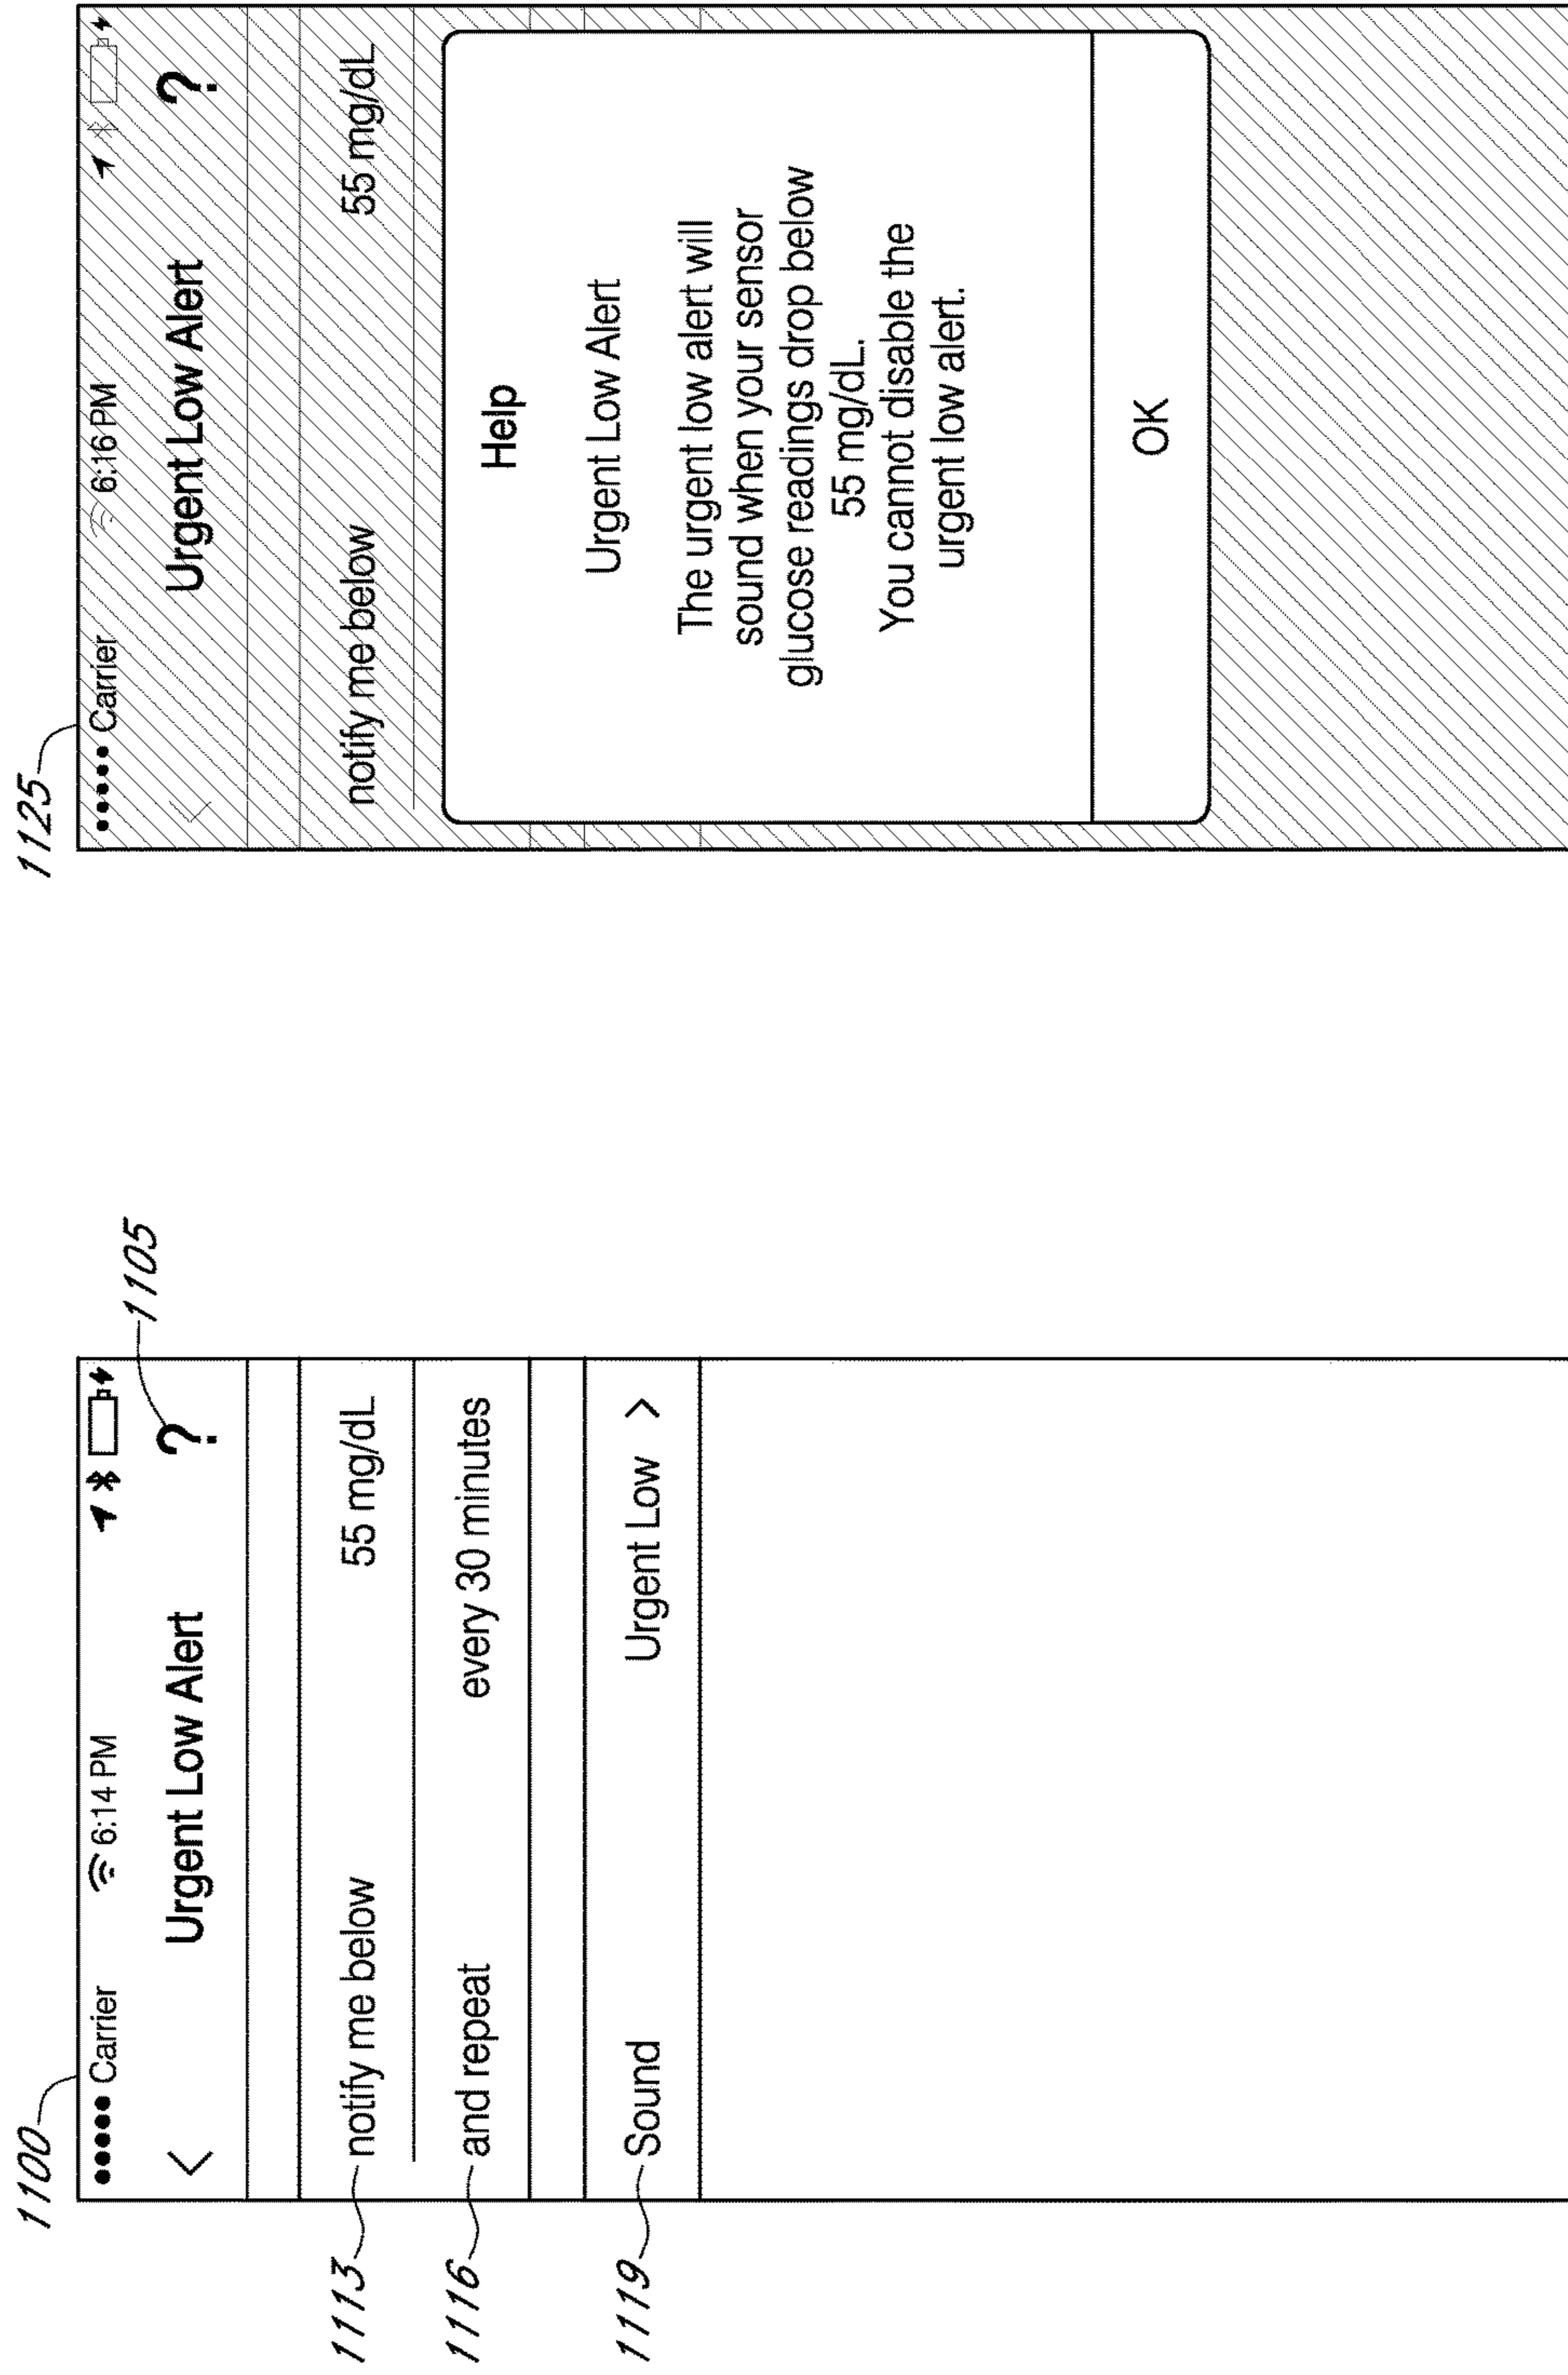 1100
Carrier 6:14 PM
Urgent Low Alert ?
1105
1113 notify me below 55 mg/dL
1116 and repeat every 30 minutes
1119 Sound Urgent Low >
1125
Carrier 6:16 PM
Urgent Low Alert ?
notify me below 55 mg/dL
Help
Urgent Low Alert
The urgent low alert will
sound when your sensor
glucose readings drop below
55 mg/dL.
You cannot disable the
urgent low alert.
OK